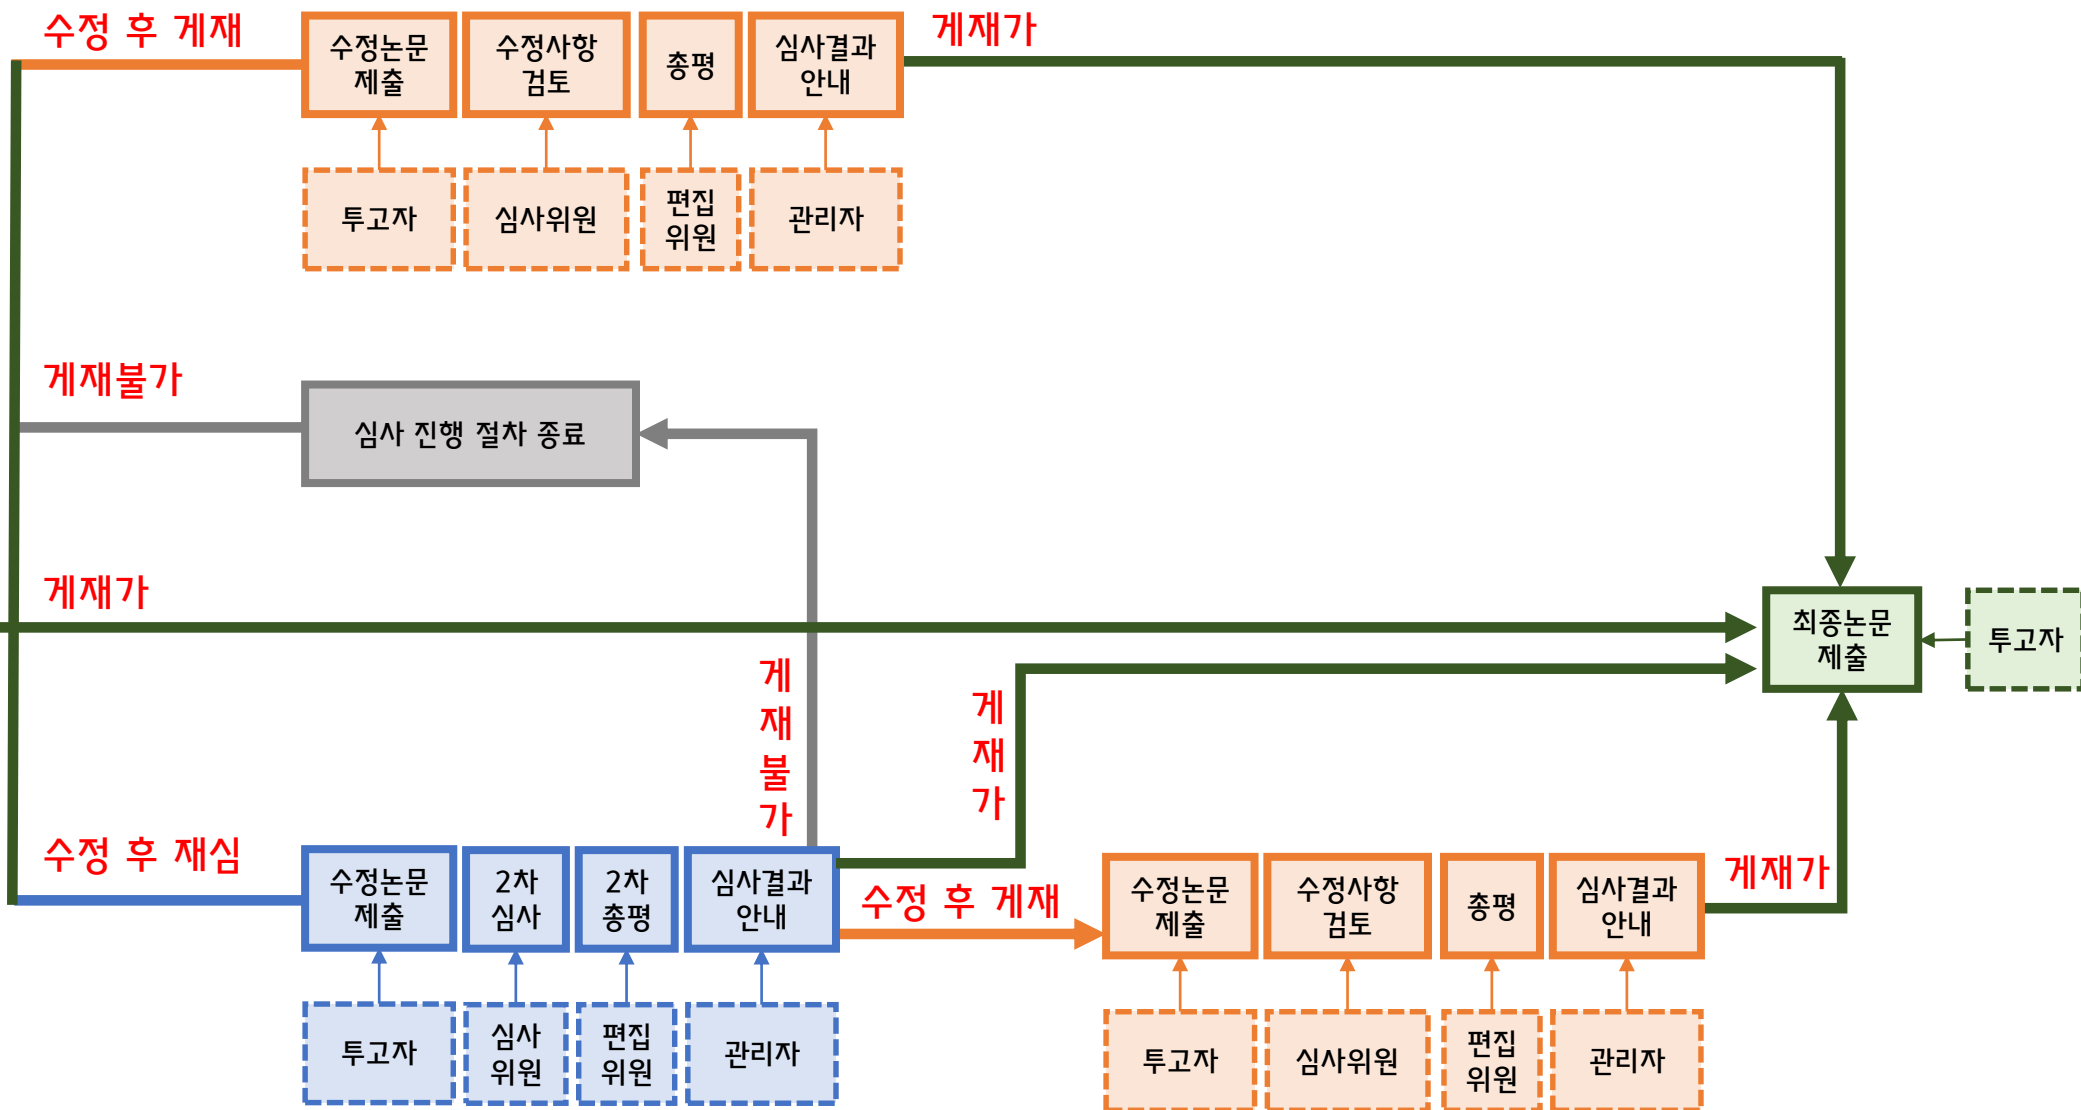 수정 후 게재
수정논문
제출
수정사항
검토
총평
심사결과
안내
게재가
투고자
심사위원
편집
위원
관리자
게재불가
심사 진행 절차 종료
게재가
최종논문
제출
투고자
게
재
불
가
게
재
가
수정 후 재심
수정논문
제출
2차
심사
2차
총평
심사결과
안내
수정 후 게재
수정논문
제출
수정사항
검토
총평
심사결과
안내
게재가
투고자
심사
위원
편집
위원
관리자
투고자
심사위원
편집
위원
관리자